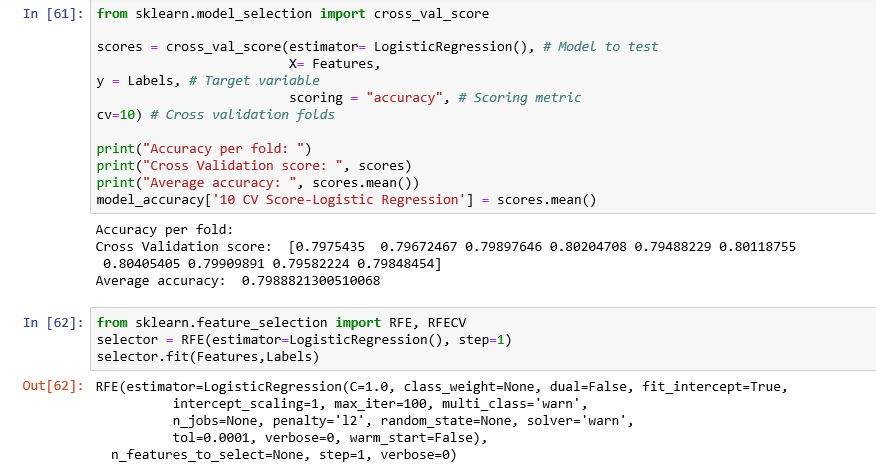 In [61]: from sklearn.model_selection import cross_val_score
scores = cross_val_score(estimator= LogisticRegression(), # Model to test
X= Features,
y = Labels, # Target variable
scoring = "accuracy", # Scoring metric
cv=10) # Cross validation folds
print("Accuracy per fold: ")
print("Cross Validation score: ", scores)
print("Average accuracy: ", scores.mean())
model_accuracy['10 CV Score-Logistic Regression'] = scores.mean()
Accuracy per fold:
Cross Validation score:  [0.7975435  0.79672467 0.79897646 0.80204708 0.79488229 0.80118755
0.80405405 0.79909891 0.79582224 0.79848454]
Average accuracy:  0.7988821300510068
In [62]: from sklearn.feature_selection import RFE, RFECV
selector = RFE(estimator=LogisticRegression(), step=1)
selector.fit(Features,Labels)
Out[62]: RFE(estimator=LogisticRegression(C=1.0, class_weight=None, dual=False, fit_intercept=True,
intercept_scaling=1, max_iter=100, multi_class='warn',
n_jobs=None, penalty='l2', random_state=None, solver='warn',
tol=0.0001, verbose=0, warm_start=False),
n_features_to_select=None, step=1, verbose=0)